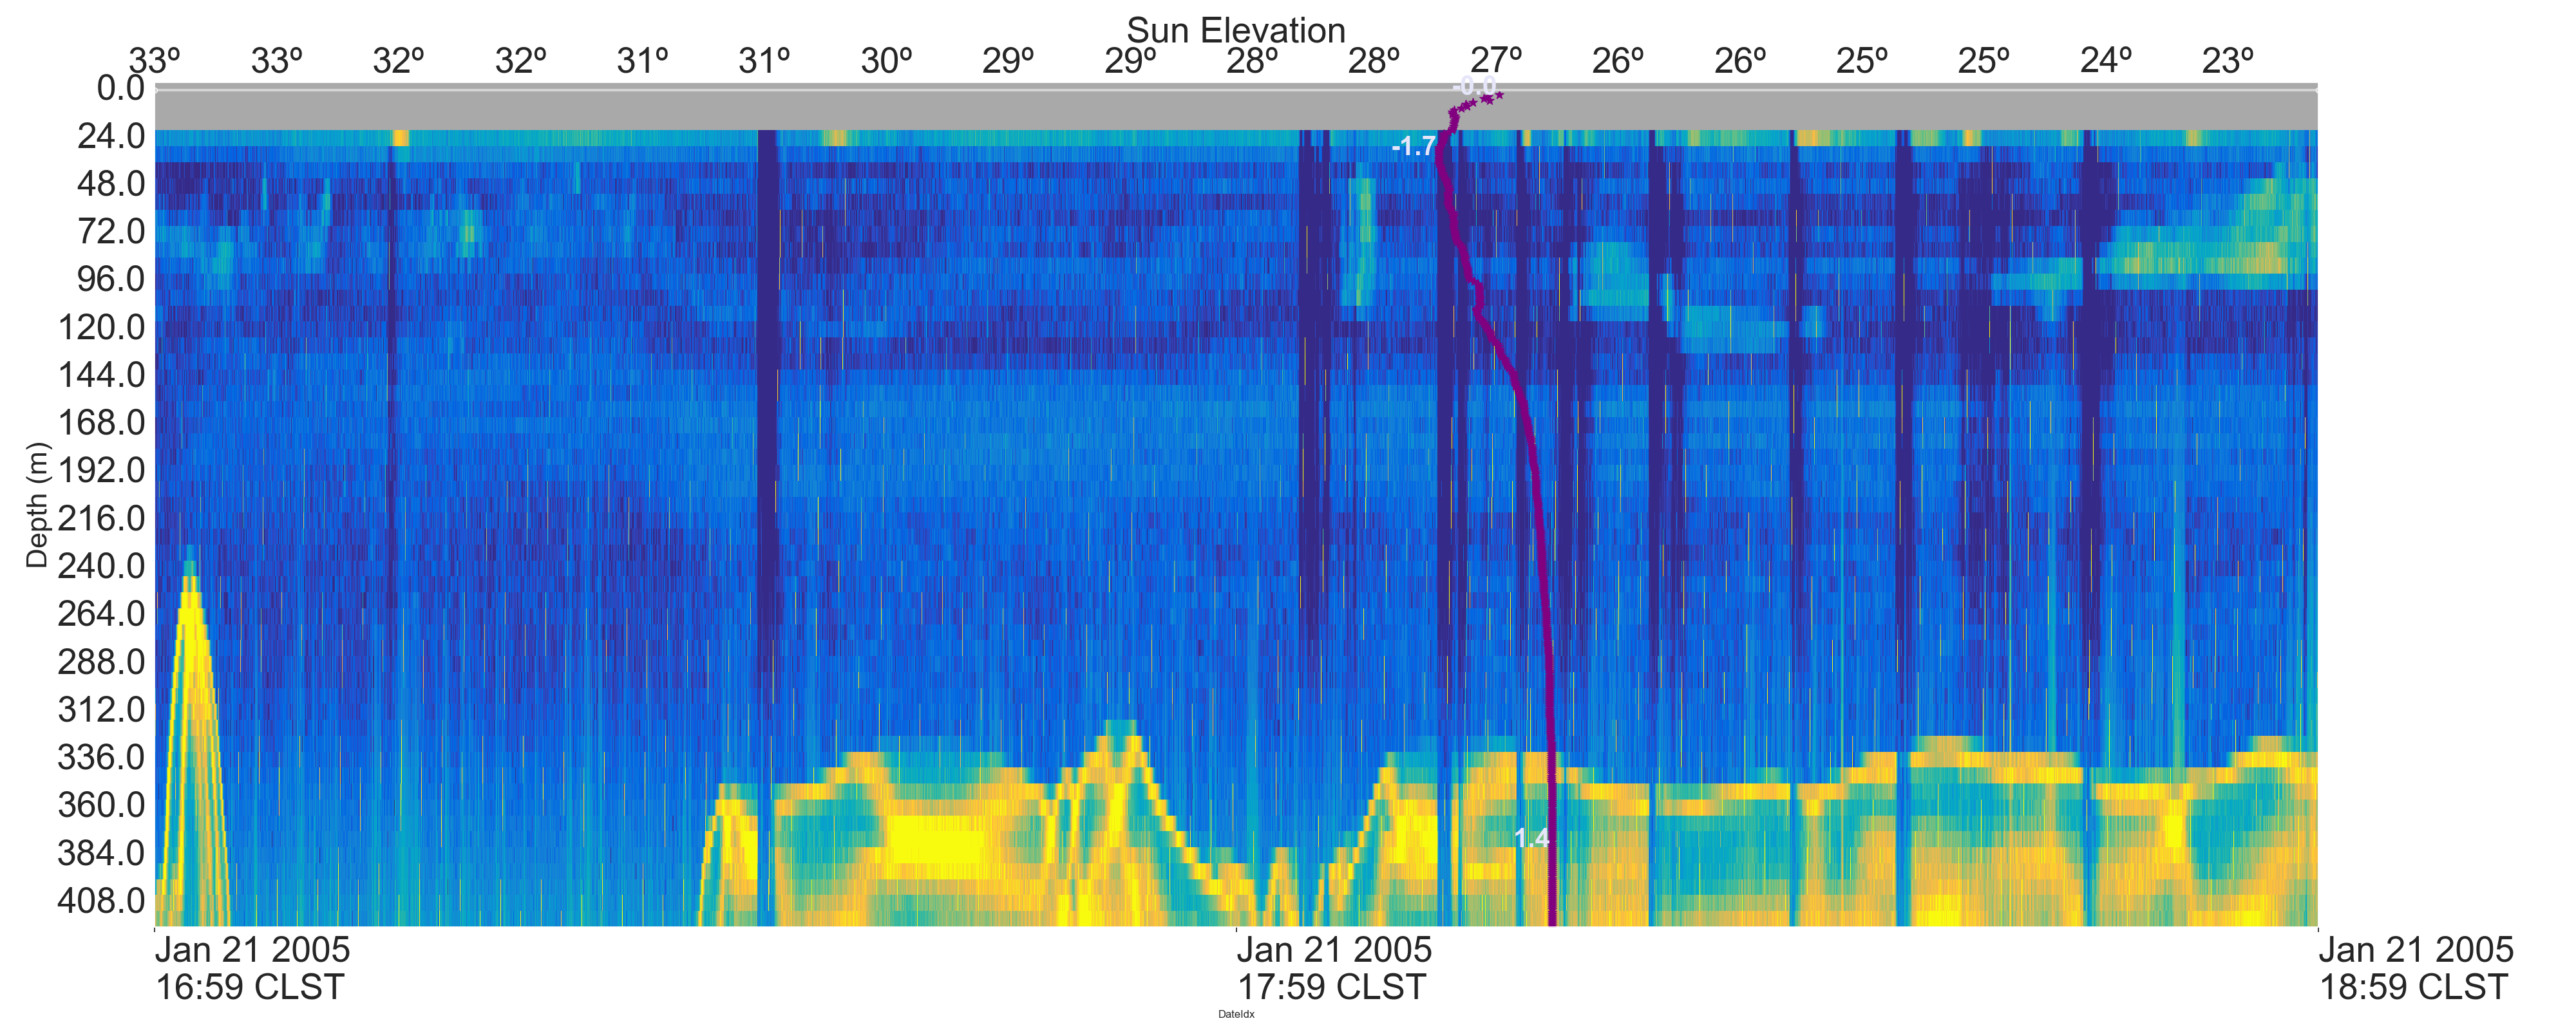 Sun Elevation
33º 33º 32º 32º 31º 31º 30º 29º 29º 28º 28º 27º 26º 26º 25º 25º 24º 23º
0.0
24.0
48.0
72.0
96.0
120.0
144.0
168.0
192.0
216.0
240.0
264.0
288.0
312.0
336.0
360.0
384.0
408.0
Depth (m)
-0.0
-1.7
1.4
Jan 21 2005
16:59 CLST
Jan 21 2005
17:59 CLST
Jan 21 2005
18:59 CLST
DateIdx